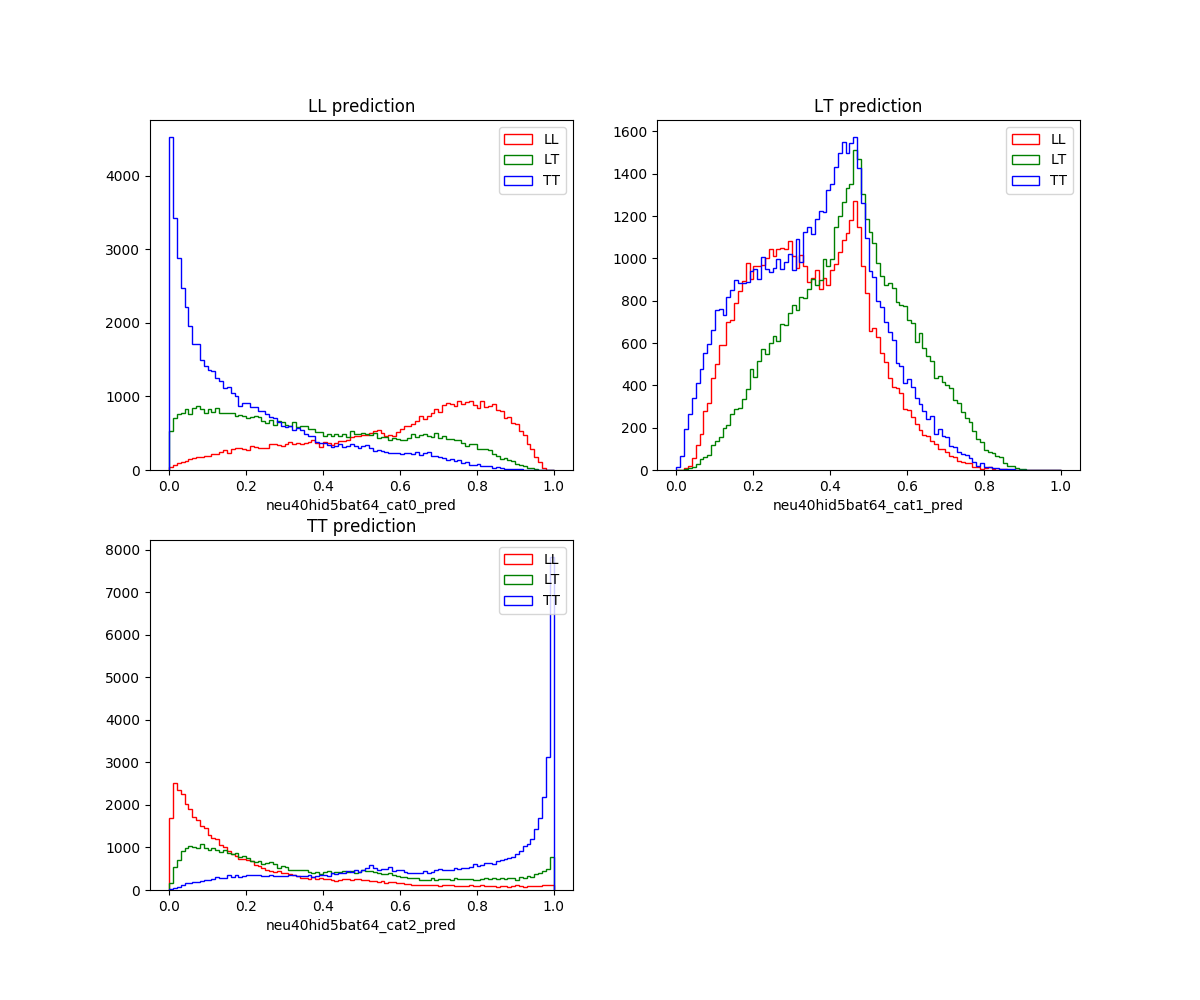 LL prediction
4000
3000
2000
1000
0
LL
LT
TT
0.0 0.2 0.4 0.6 0.8 1.0
neu40hid5bat64_cat0_pred
LT prediction
1600
1400
1200
1000
800
600
400
200
0
LL
LT
TT
0.0 0.2 0.4 0.6 0.8 1.0
neu40hid5bat64_cat1_pred
TT prediction
8000
7000
6000
5000
4000
3000
2000
1000
0
LL
LT
TT
0.0 0.2 0.4 0.6 0.8 1.0
neu40hid5bat64_cat2_pred